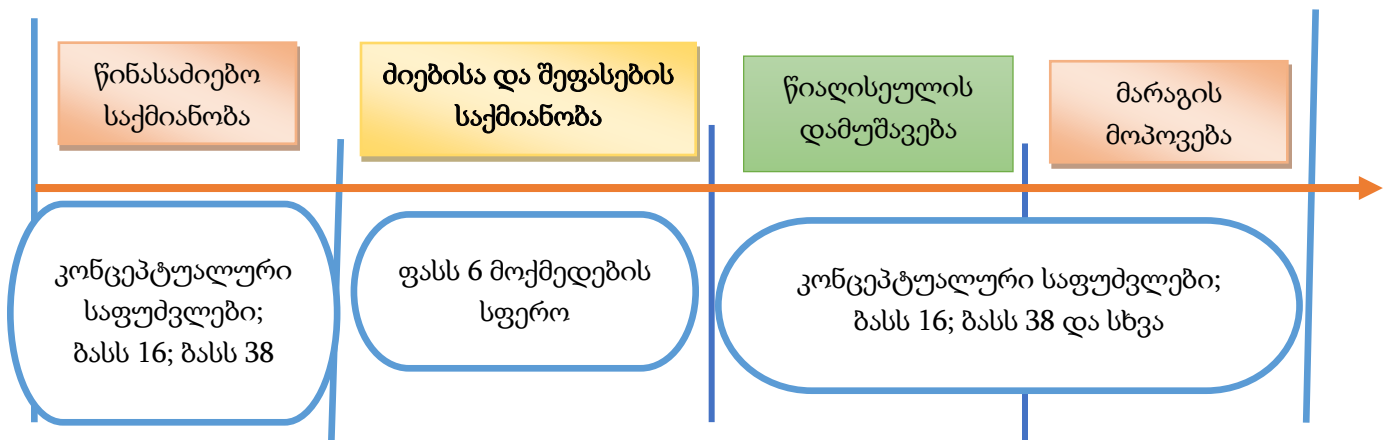 წინასაძიებო
საქმიანობა
ძიებისა და შეფასების
საქმიანობა
წიაღისეულის
დამუშავება
მარაგის
მოპოვება
კონცეპტუალური
საფუძვლები;
ბასს 16; ბასს 38
ფასს 6 მოქმედების
სფერო
კონცეპტუალური საფუძვლები;
ბასს 16; ბასს 38 და სხვა